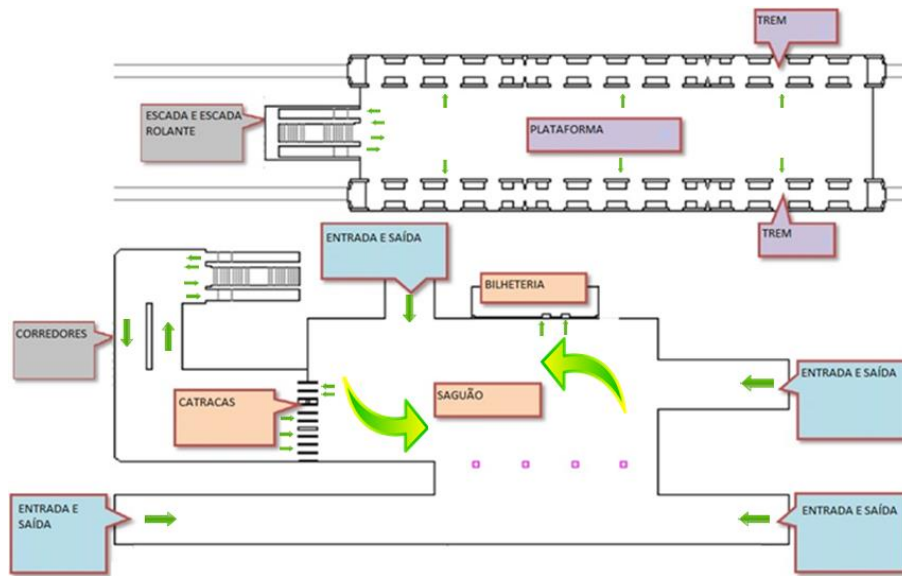 TREM
ESCADA E ESCADA
ROLANTE
PLATAFORMA
TREM
ENTRADA E SAÍDA
BILHETERIA
CORREDORES
CATRACAS
SAGUÃO
ENTRADA E SAÍDA
ENTRADA E
SAÍDA
ENTRADA E SAÍDA